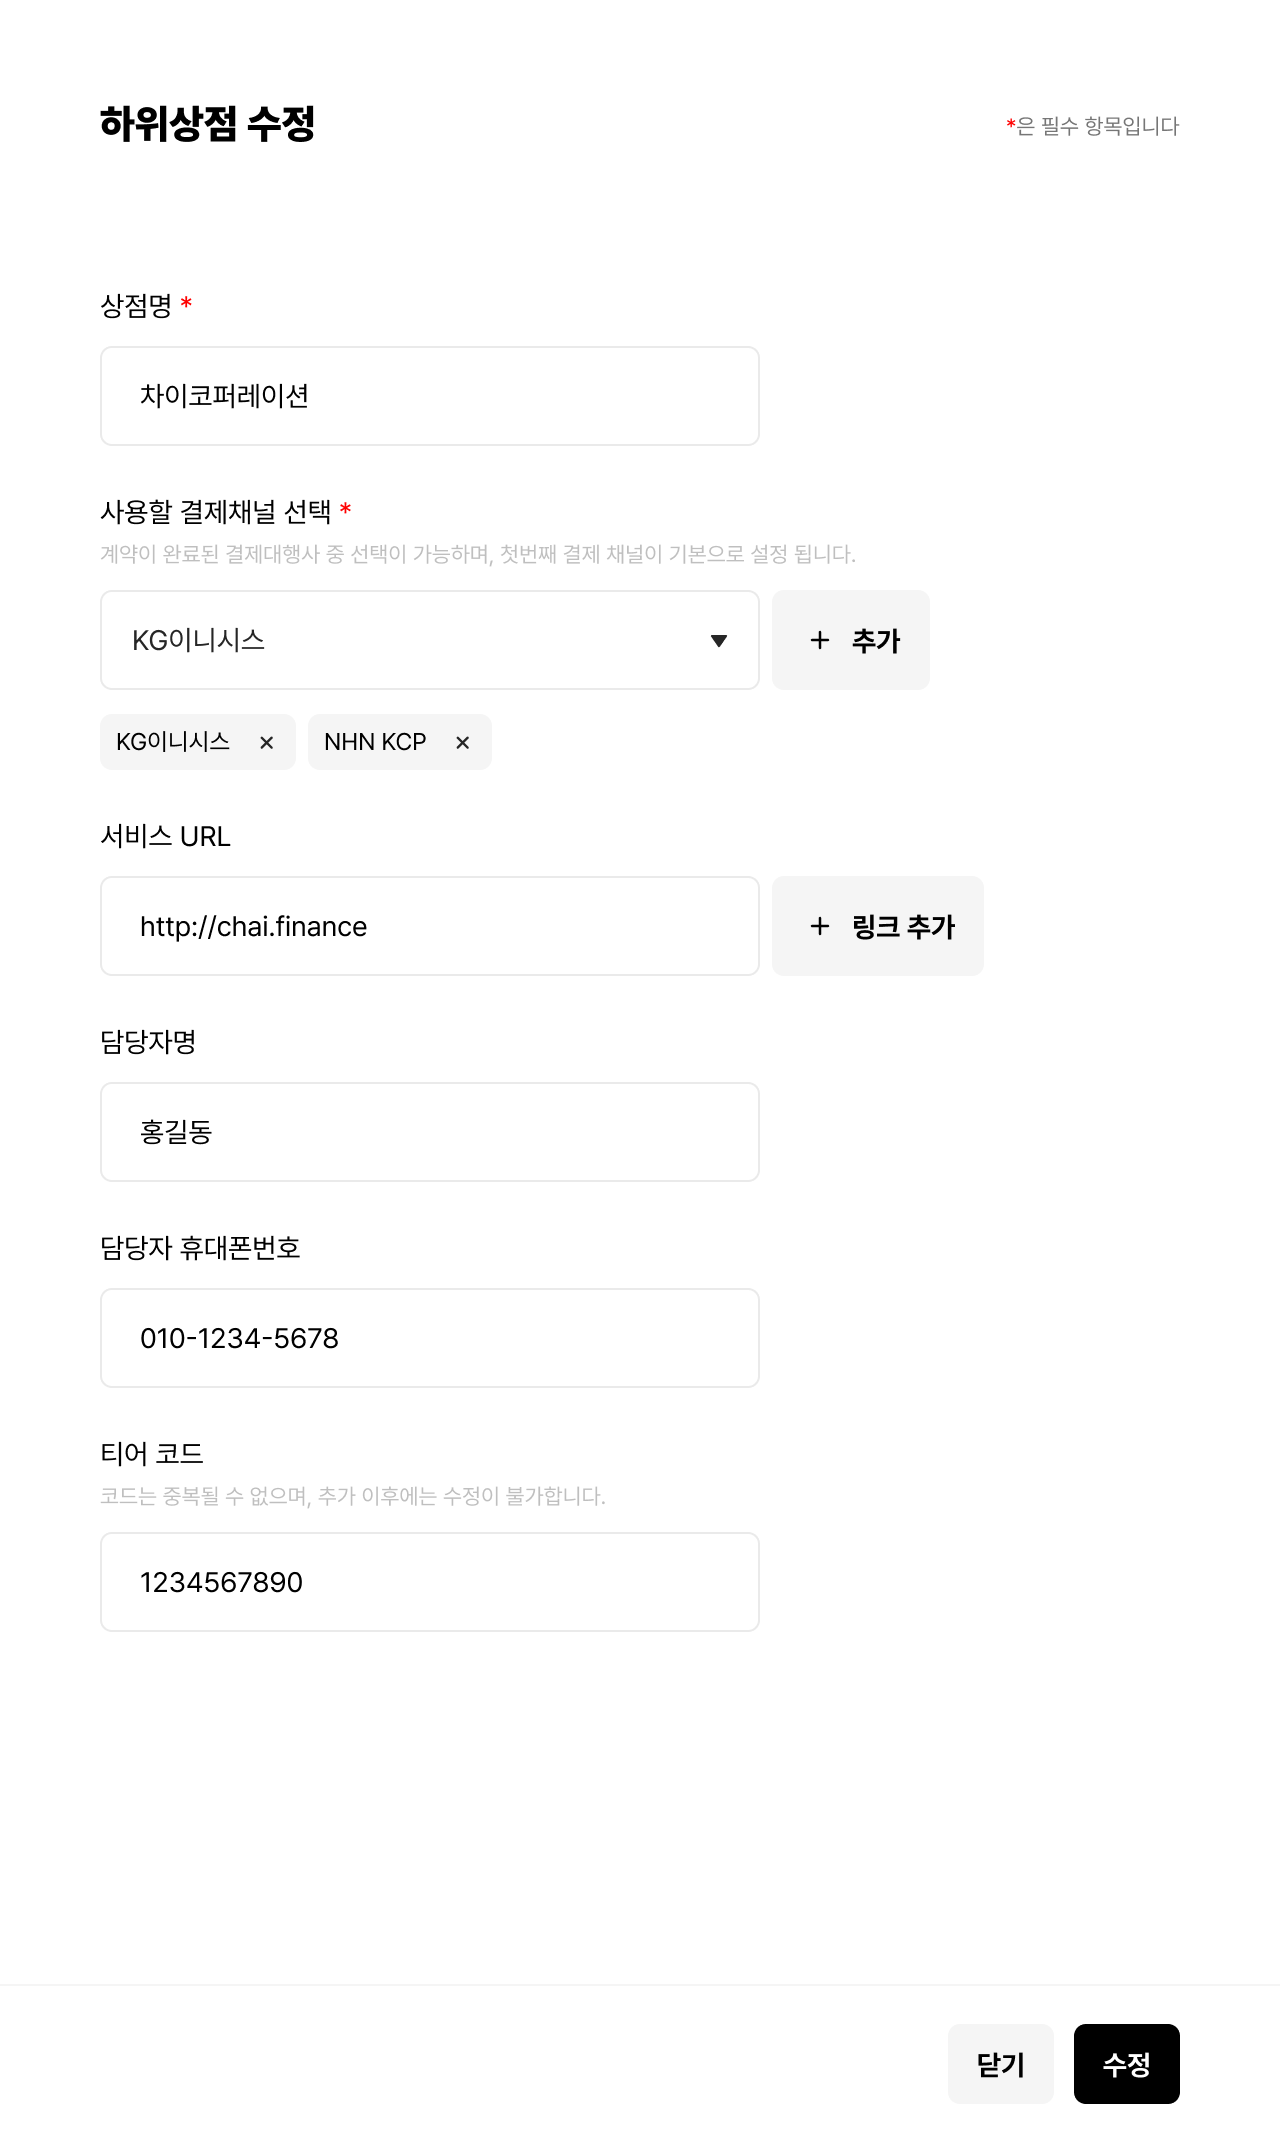 하위상점 수정
*은 필수 항목입니다
상점명 *
차이코퍼레이션
사용할 결제채널 선택 *
계약이 완료된 결제대행사 중 선택이 가능하며, 첫번째 결제 채널이 기본으로 설정 됩니다.
KG이니시스 ▼
+ 추가
KG이니시스 × NHN KCP ×
서비스 URL
http://chai.finance
+ 링크 추가
담당자명
홍길동
담당자 휴대폰번호
010-1234-5678
티어 코드
코드는 중복될 수 없으며, 추가 이후에는 수정이 불가합니다.
1234567890
닫기 수정